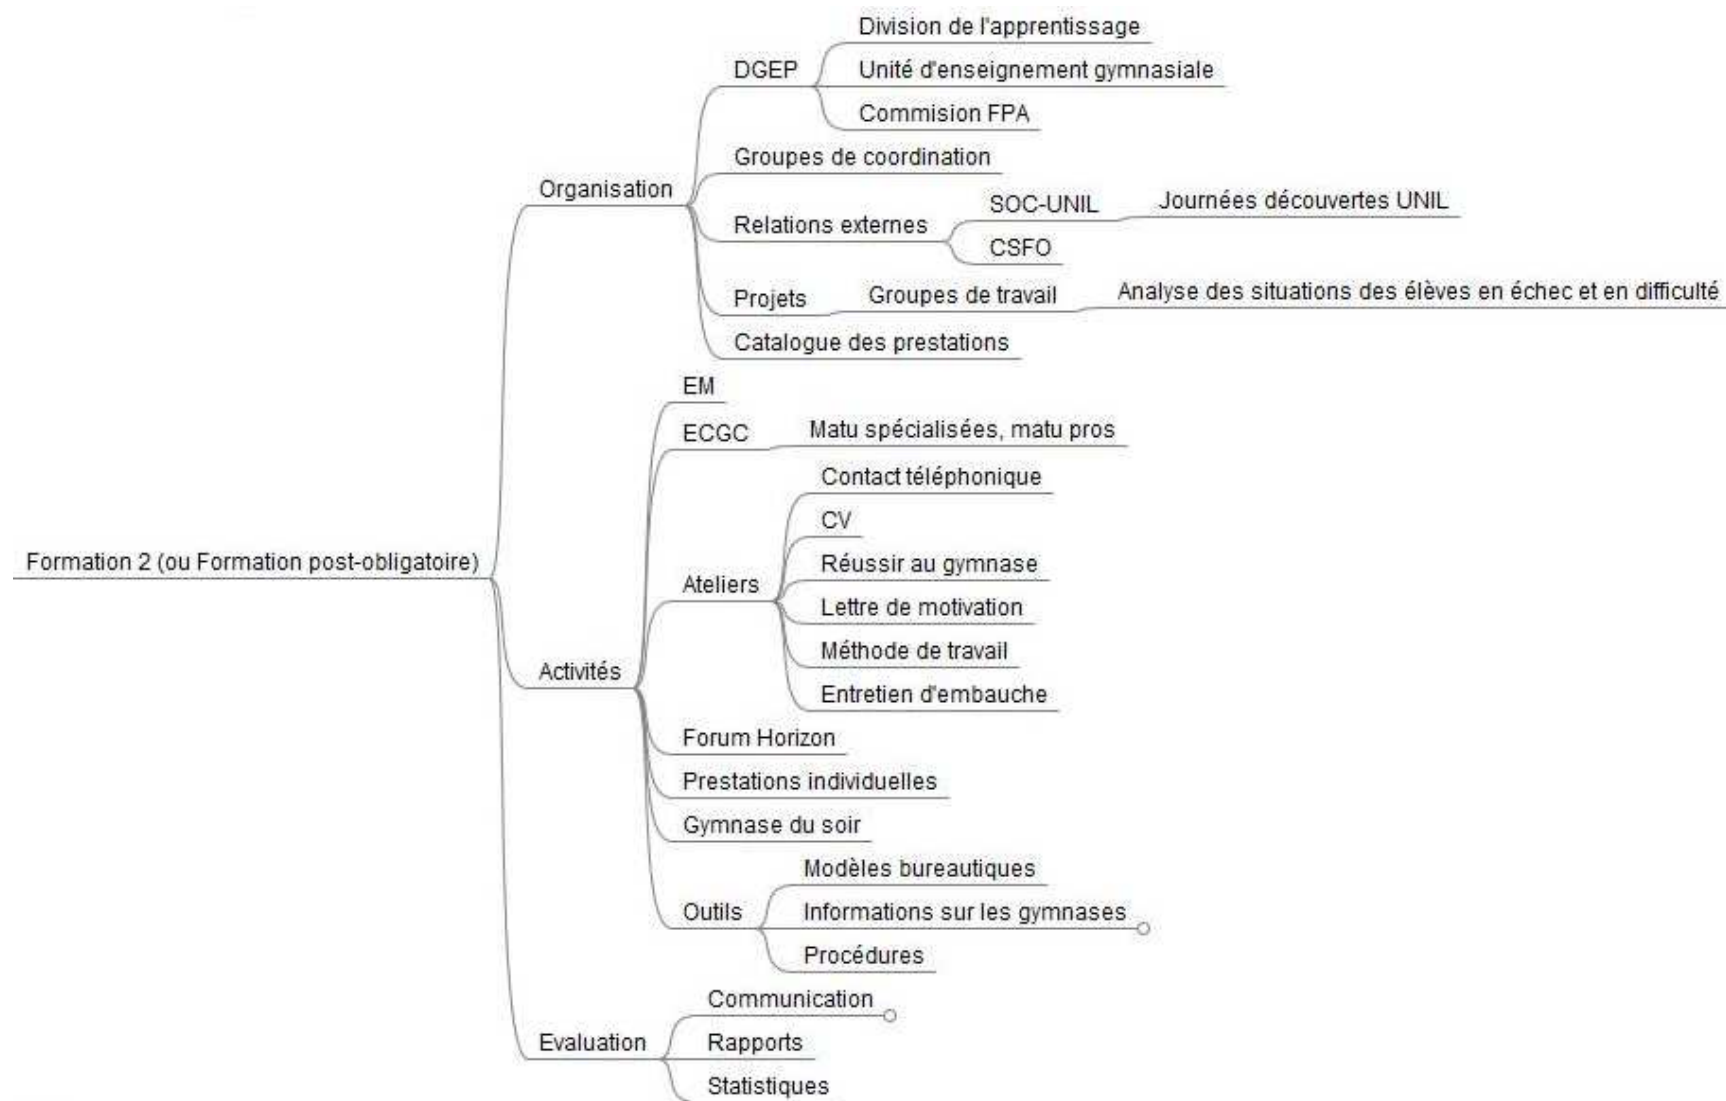 Formation 2 (ou Formation post-obligatoire)
Organisation
DGEP
Division de l'apprentissage
Unité d'enseignement gymnasiale
Commision FPA
Groupes de coordination
Relations externes
SOC-UNIL
Journées découvertes UNIL
CSFO
Projets
Groupes de travail
Analyse des situations des élèves en échec et en difficulté
Catalogue des prestations
Activités
EM
ECGC
Matu spécialisées, matu pros
Ateliers
Contact téléphonique
CV
Réussir au gymnase
Lettre de motivation
Méthode de travail
Entretien d'embauche
Forum Horizon
Prestations individuelles
Gymnase du soir
Outils
Modèles bureautiques
Informations sur les gymnases
Procédures
Evaluation
Communication
Rapports
Statistiques